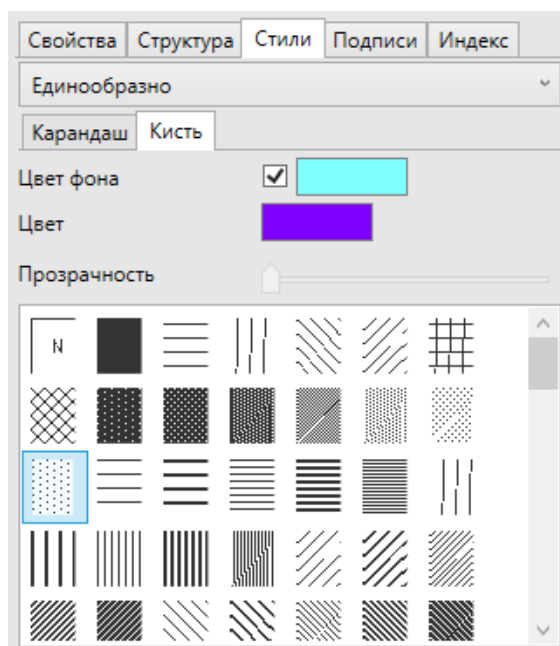 Свойства Структура Стили Подписи Индекс
Единообразно
Карандаш Кисть
Цвет фона
Цвет
Прозрачность
N